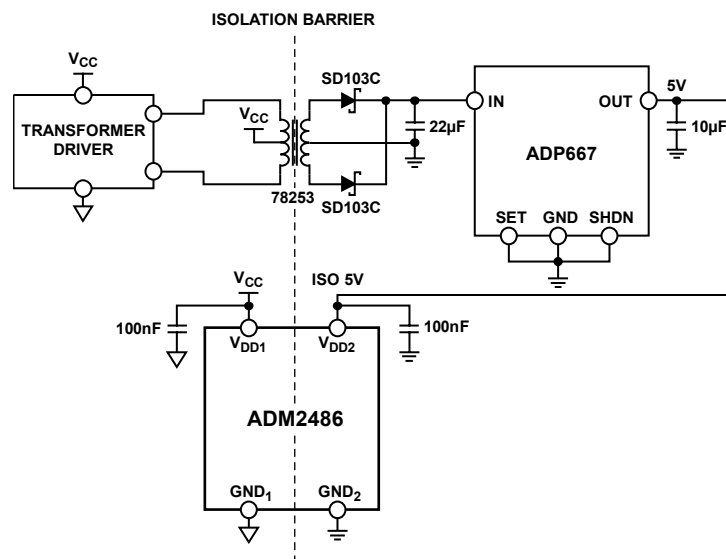 ISOLATION BARRIER
VCC
TRANSFORMER
DRIVER
VCC
78253
SD103C
SD103C
22µF
IN
OUT
ADP667
SET
GND
SHDN
5V
10µF
VCC
ISO 5V
100nF
100nF
VDD1
VDD2
ADM2486
GND1
GND2